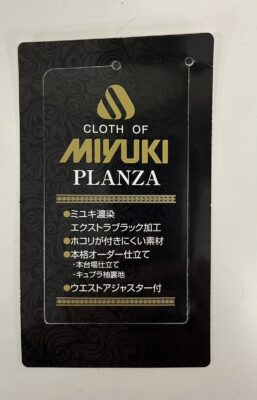 CLOTH OF
MIYUKI
PLANZA
●ミユキ濃染
エクストラブラック加工
●ホコリが付きにくい素材
●本格オーダー仕立て
・本台場仕立て
・キュプラ袖裏地
●ウエストアジャスター付